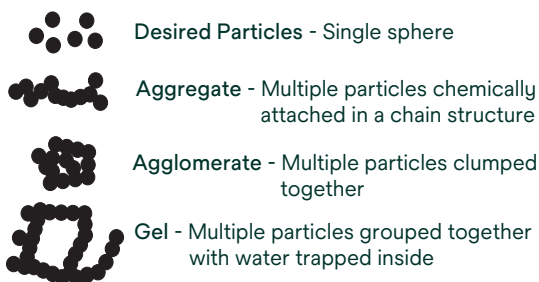 Desired Particles - Single sphere
Aggregate - Multiple particles chemically
attached in a chain structure
Agglomerate - Multiple particles clumped
together
Gel - Multiple particles grouped together
with water trapped inside